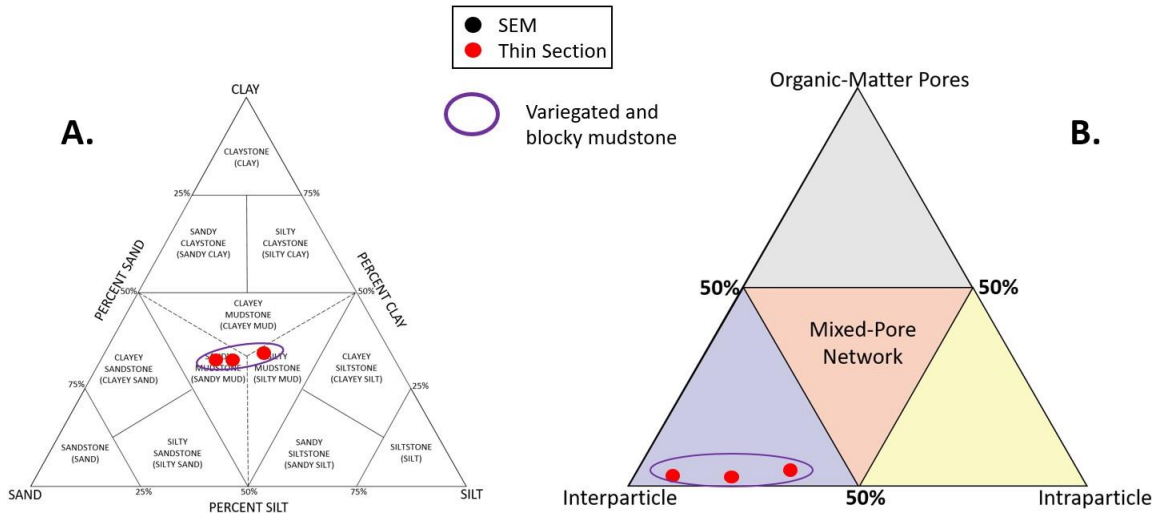 SEM
Thin Section
Variegated and
blocky mudstone
A.
CLAY
CLAYSTONE
(CLAY)
25%
75%
SANDY
CLAYSTONE
(SANDY CLAY)
SILTY
CLAYSTONE
(SILTY CLAY)
PERCENT SAND
PERCENT CLAY
50%
50%
CLAYEY
MUDSTONE
(CLAYEY MUD)
CLAYEY
SANDSTONE
(CLAYEY SAND)
MUDSTONE
(SANDY MUD)
SILTY
MUDSTONE
(SILTY MUD)
CLAYEY
SILTSTONE
(CLAYEY SILT)
75%
25%
SANDSTONE
(SAND)
SILTY
SANDSTONE
(SILTY SAND)
SANDY
SILTSTONE
(SANDY SILT)
SILTSTONE
(SILT)
SAND
25%
50%
75%
SILT
PERCENT SILT
B.
Organic-Matter Pores
50%
50%
Mixed-Pore
Network
Interparticle
50%
Intraparticle